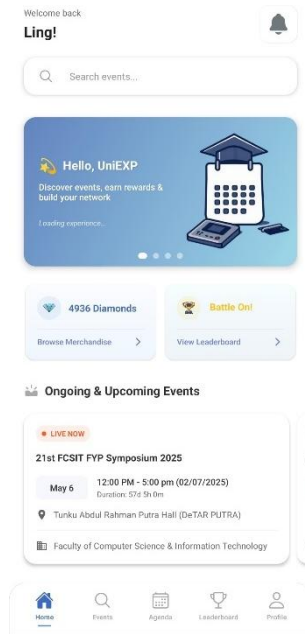 Welcome back
Ling!
Search events...
Hello, UniEXP
Discover events, earn rewards &
build your network
Loading experience...
4936 Diamonds
Battle On!
Browse Merchandise
View Leaderboard
Ongoing & Upcoming Events
LIVE NOW
21st FCSIT FYP Symposium 2025
May 6
12:00 PM - 5:00 pm (02/07/2025)
Duration: 57d 5h 0m
Tunku Abdul Rahman Putra Hall (DeTAR PUTRA)
Faculty of Computer Science & Information Technology
Home
Events
Agenda
Leaderboard
Profile